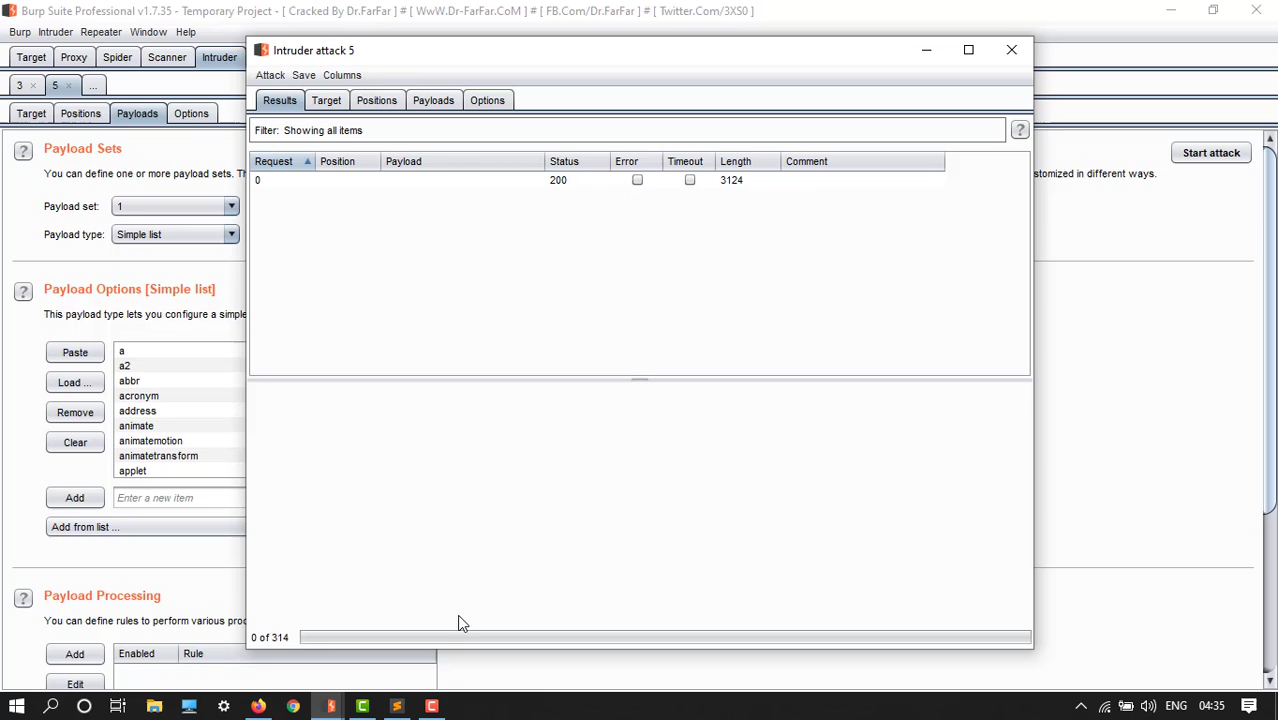 Burp Suite Professional v1.7.35 - Temporary Project - [ Cracked By Dr.FarFar ] # [ WwW.Dr-FarFar.CoM ] # [ FB.Com/Dr.FarFar ] # [ Twitter.Com/3XS0 ]
Burp Intruder Repeater Window Help
Target Proxy Spider Scanner Intruder
3 × 5 × ...
Target Positions Payloads Options
Payload Sets
You can define one or more payload sets. Th
stomized in different ways.
Start attack
Payload set: 1
Payload type: Simple list
Payload Options [Simple list]
This payload type lets you configure a simple
Paste
Load ...
Remove
Clear
a
a2
abbr
acronym
address
animate
animatemotion
animatetransform
applet
Add Enter a new item
Add from list ...
Payload Processing
You can define rules to perform various proc
Add Enabled Rule
Edit
Intruder attack 5
Attack Save Columns
Results Target Positions Payloads Options
Filter: Showing all items
?
Request Position Payload Status Error Timeout Length Comment
0 200 3124
0 of 314
ENG 04:35